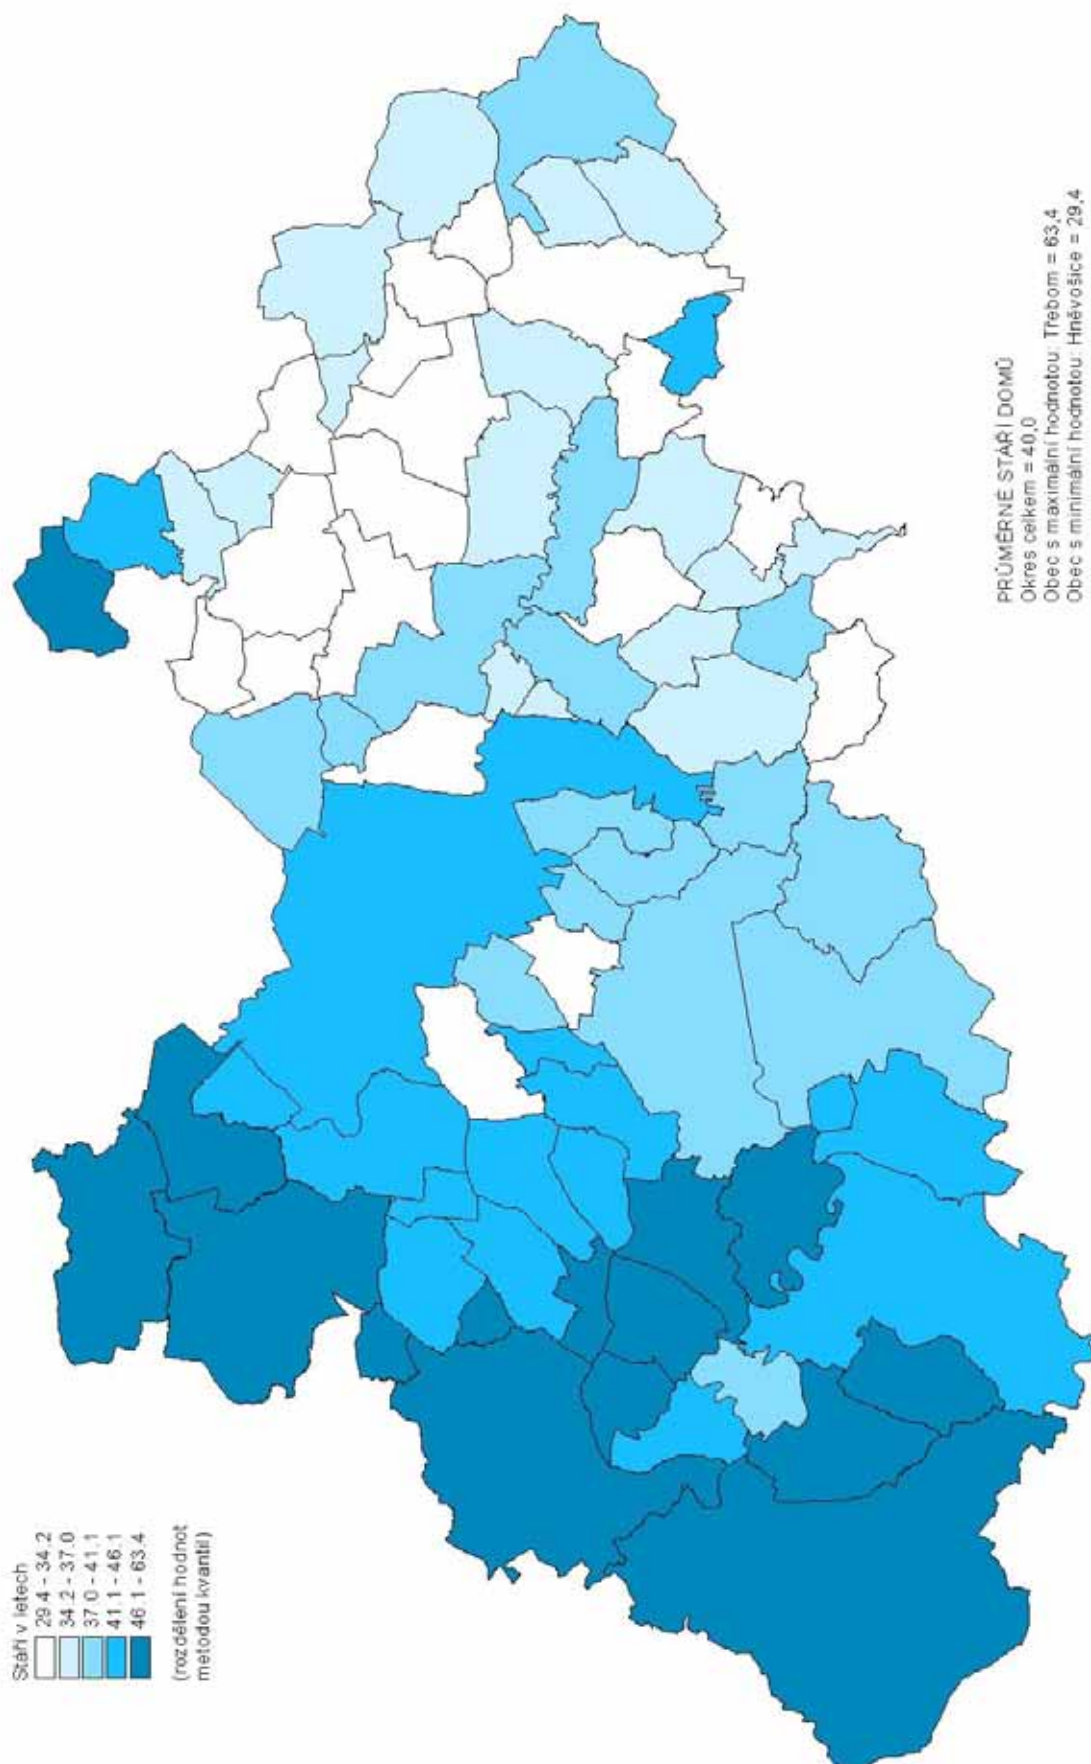 Stáří v letech
29.4 - 34.2
34.2 - 37.0
37.0 - 41.1
41.1 - 46.1
46.1 - 63.4
(rozdělení hodnot
metodou kvantil)
PRŮMĚRNÉ STÁŘÍ DOMŮ
Okres celkem = 40,0
Obec s maximální hodnotou: Třebom = 63,4
Obec s minimální hodnotou: Hněvošice = 29,4